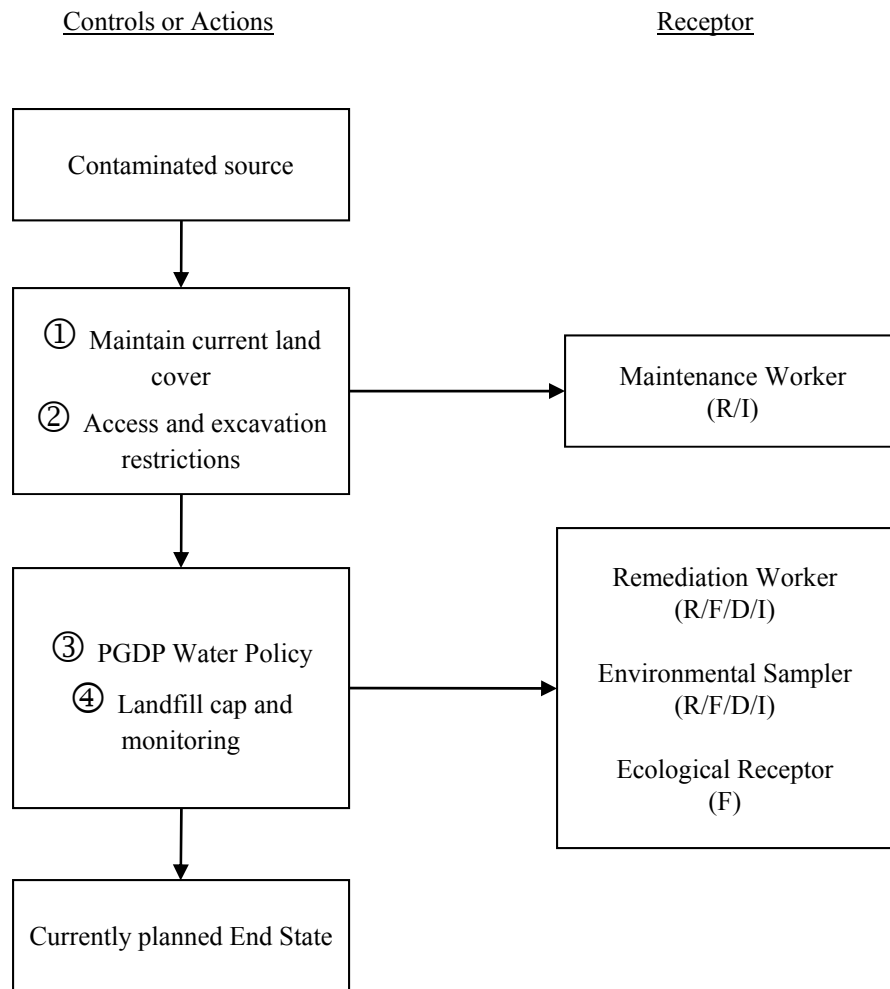 Controls or Actions
Receptor
Contaminated source
① Maintain current land
cover
② Access and excavation
restrictions
Maintenance Worker
(R/I)
③ PGDP Water Policy
④ Landfill cap and
monitoring
Remediation Worker
(R/F/D/I)
Environmental Sampler
(R/F/D/I)
Ecological Receptor
(F)
Currently planned End State